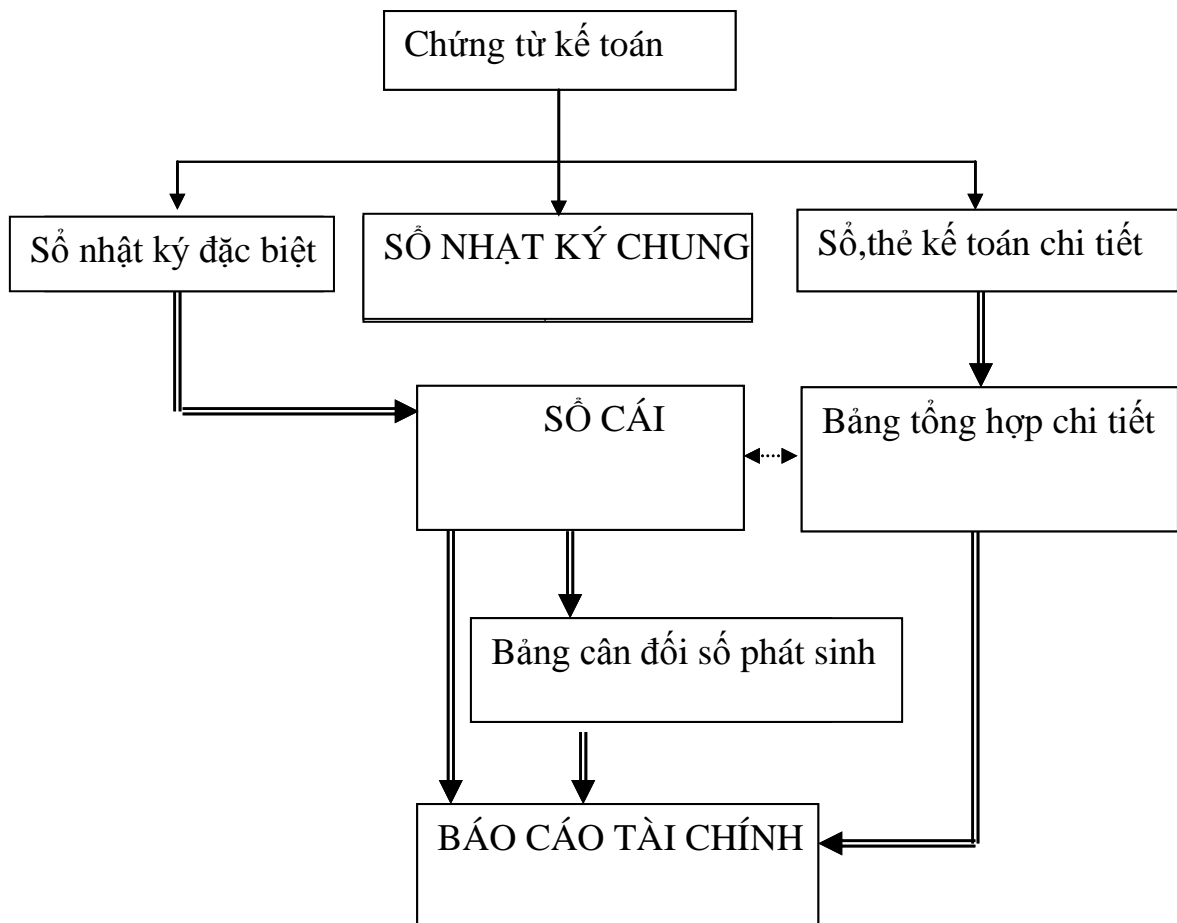 Chứng từ kế toán
Sổ nhật ký đặc biệt
SỔ NHẠT KÝ CHUNG
Sổ,thẻ kế toán chi tiết
SỔ CÁI
Bảng tổng hợp chi tiết
Bảng cân đối số phát sinh
BÁO CÁO TÀI CHÍNH